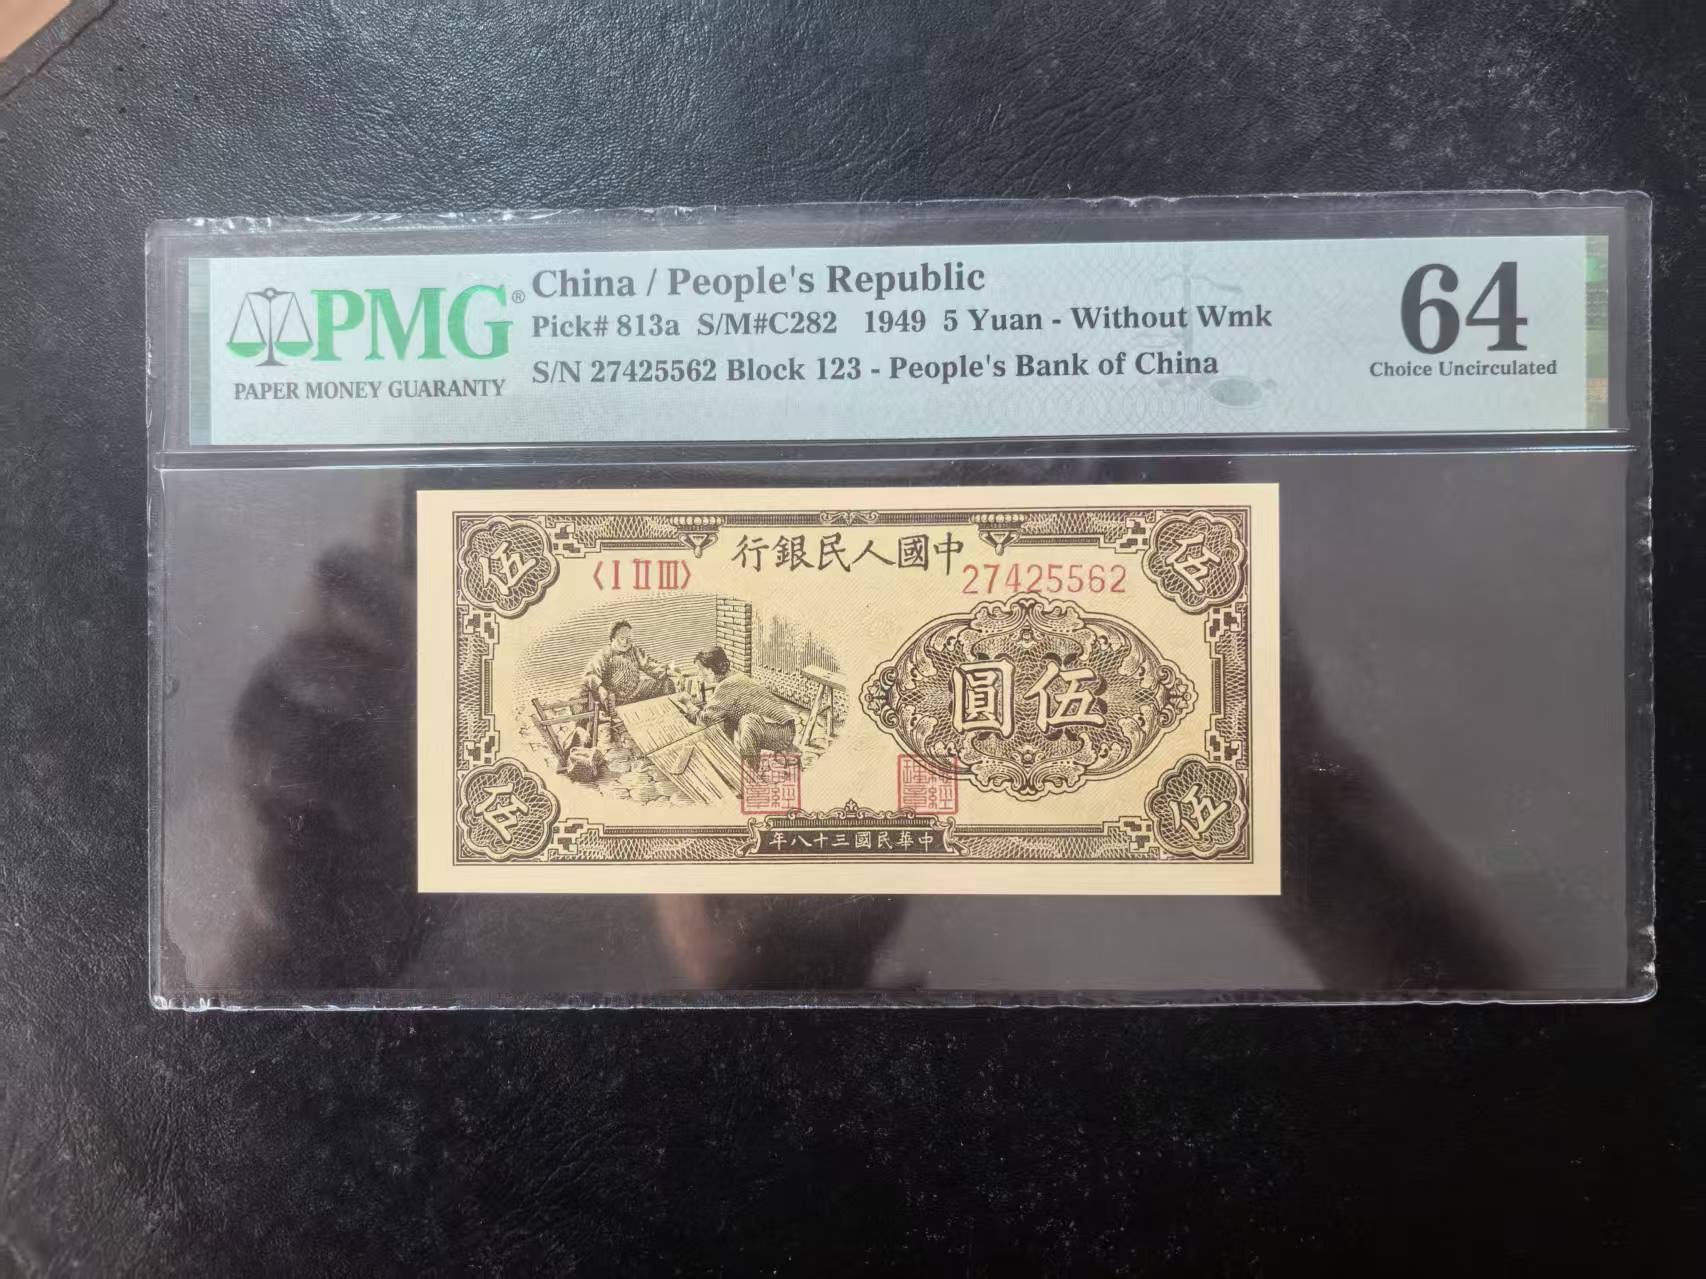 PMG®
PAPER MONEY GUARANTY
China / People's Republic
Pick# 813a S/M#C282 1949 5 Yuan - Without Wmk
S/N 27425562 Block 123 - People's Bank of China
64
Choice Uncirculated
行銀民人國中
〈I II III〉
27425562
伍
伍
圓伍
伍
伍
年八十三國民華中